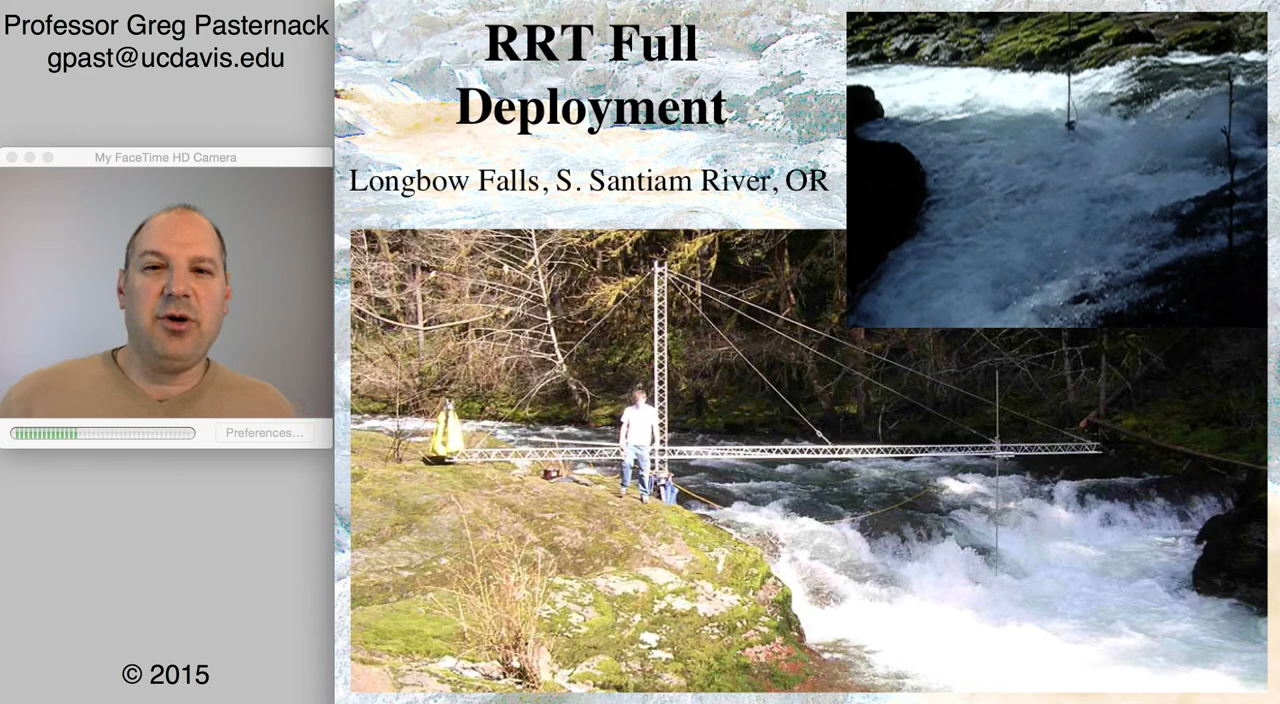 Professor Greg Pasternack
gpast@ucdavis.edu
My FaceTime HD Camera
Preferences...
© 2015
RRT Full
Deployment
Longbow Falls, S. Santiam River, OR